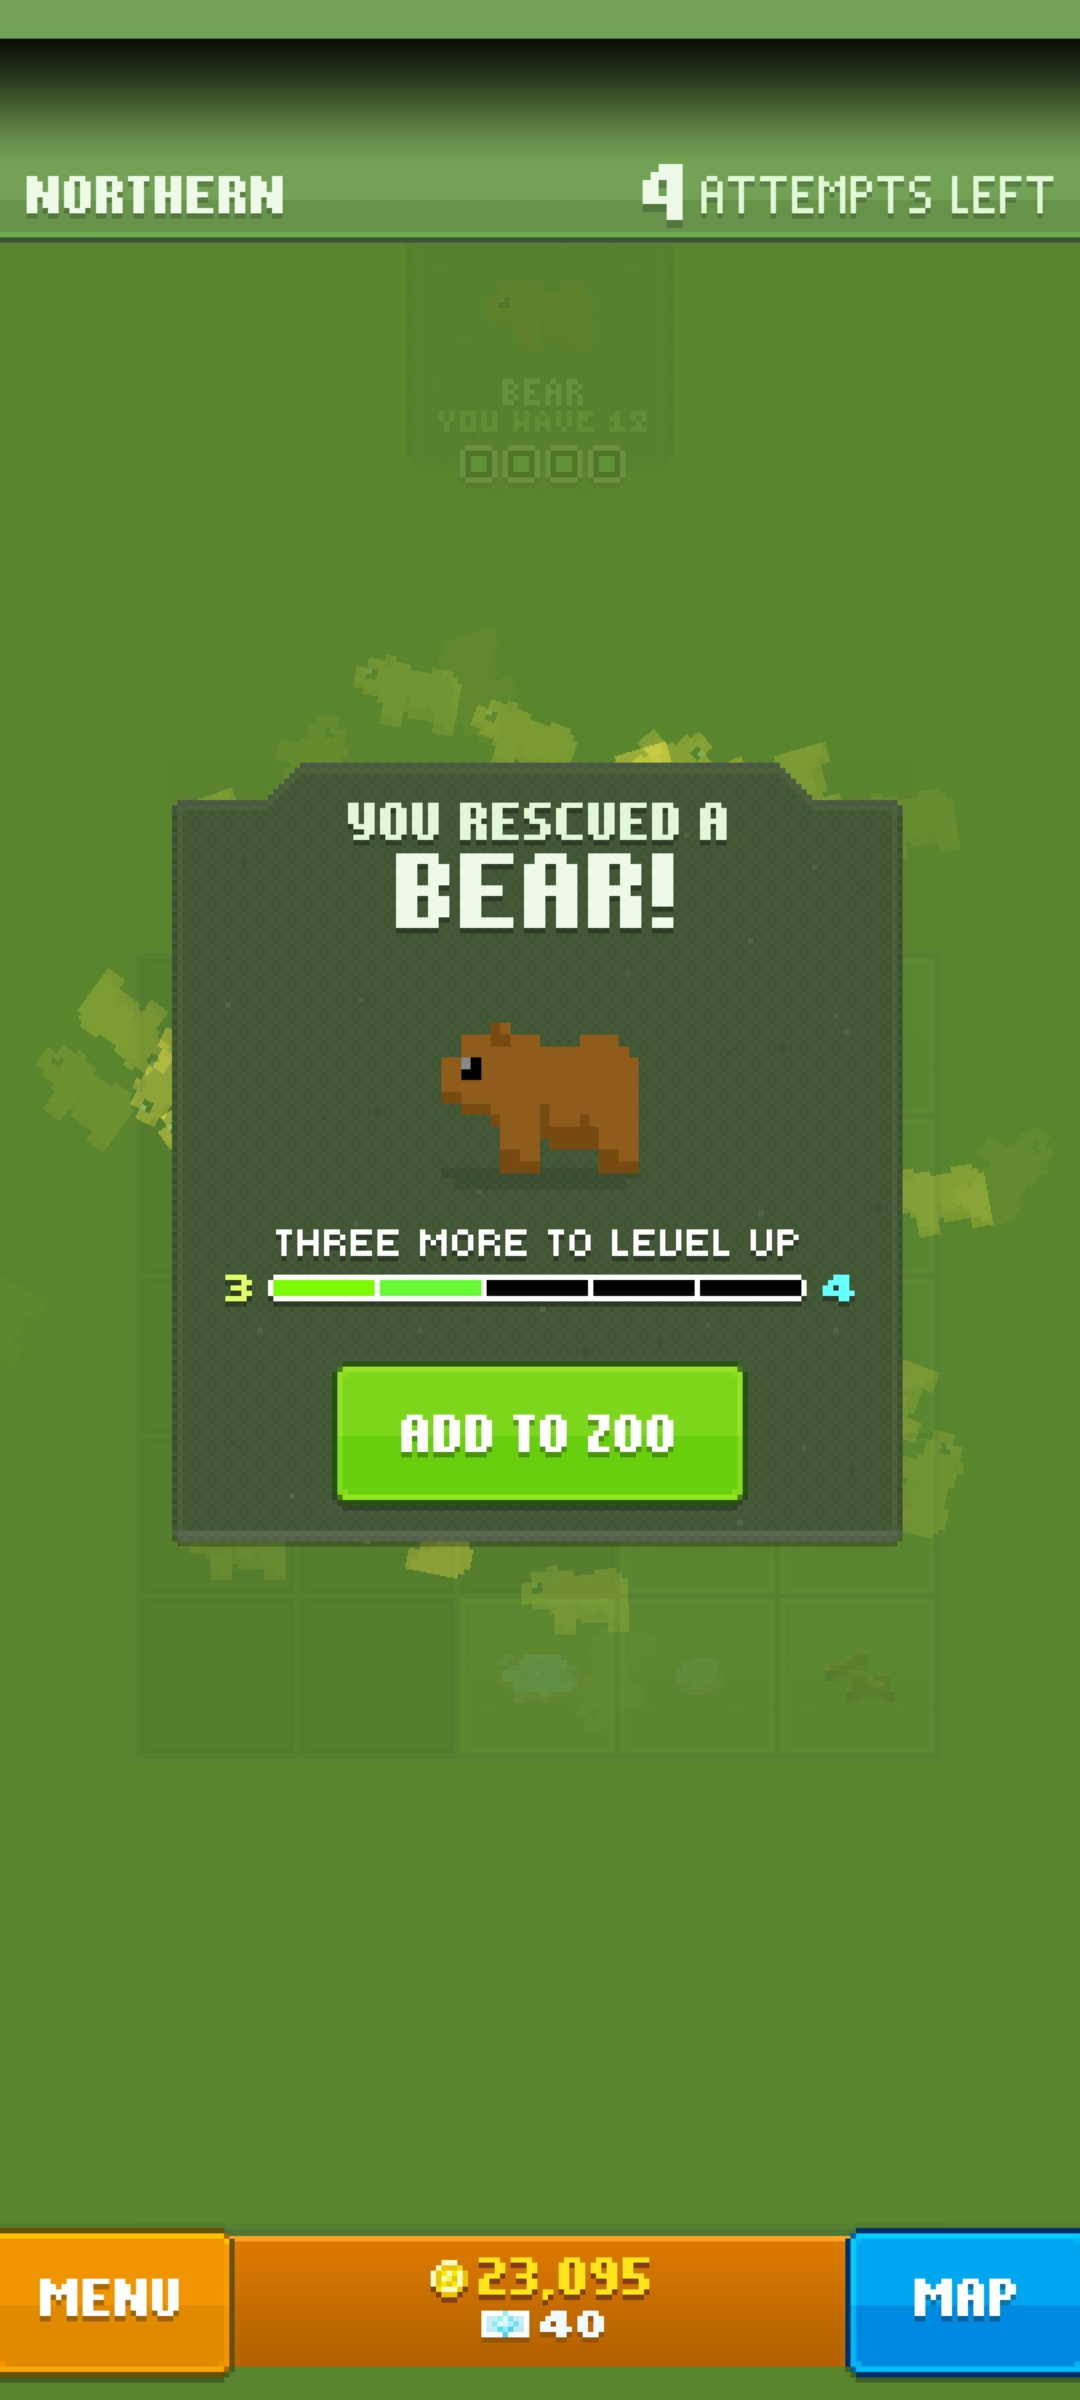 NORTHERN
4 ATTEMPTS LEFT
BEAR
YOU HAVE 12
YOU RESCUED A
BEAR!
THREE MORE TO LEVEL UP
3 4
ADD TO ZOO
MENU
23,095
40
MAP